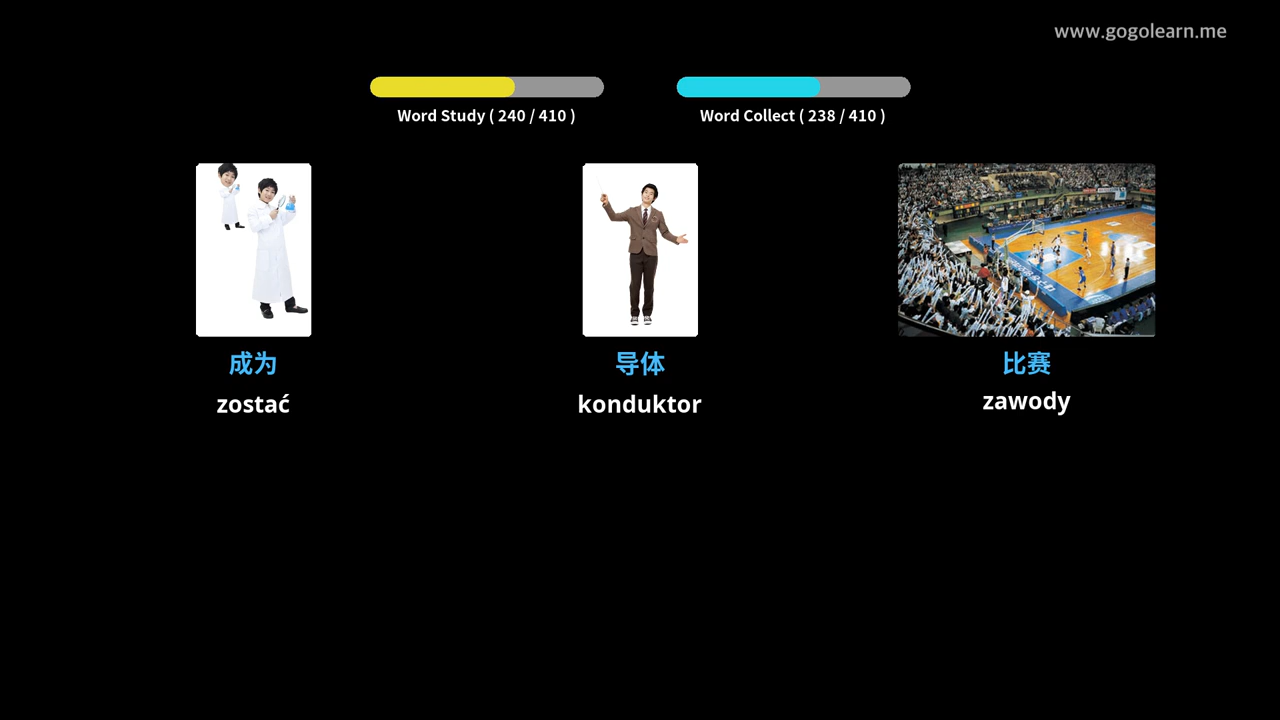 www.gogolearn.me
Word Study ( 240 / 410 )
Word Collect ( 238 / 410 )
成为
导体
比赛
zostać
konduktor
zawody